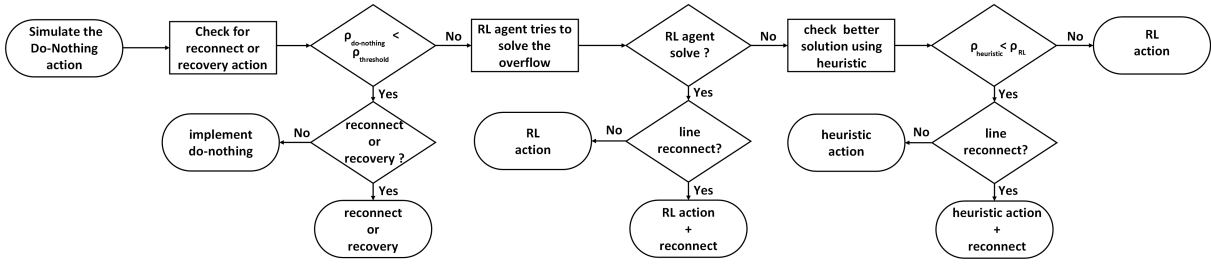 Simulate the
Do-Nothing
action
Check for
reconnect or
recovery action
ρdo-nothing <
ρthreshold
No
RL agent tries to
solve the
overflow
RL agent
solve ?
No
check better
solution using
heuristic
ρheuristic < ρRL
No
RL
action
Yes
Yes
Yes
implement
do-nothing
No
reconnect
or
recovery ?
RL
action
No
line
reconnect?
heuristic
action
No
line
reconnect?
Yes
Yes
Yes
reconnect
or
recovery
RL action
+
reconnect
heuristic action
+
reconnect